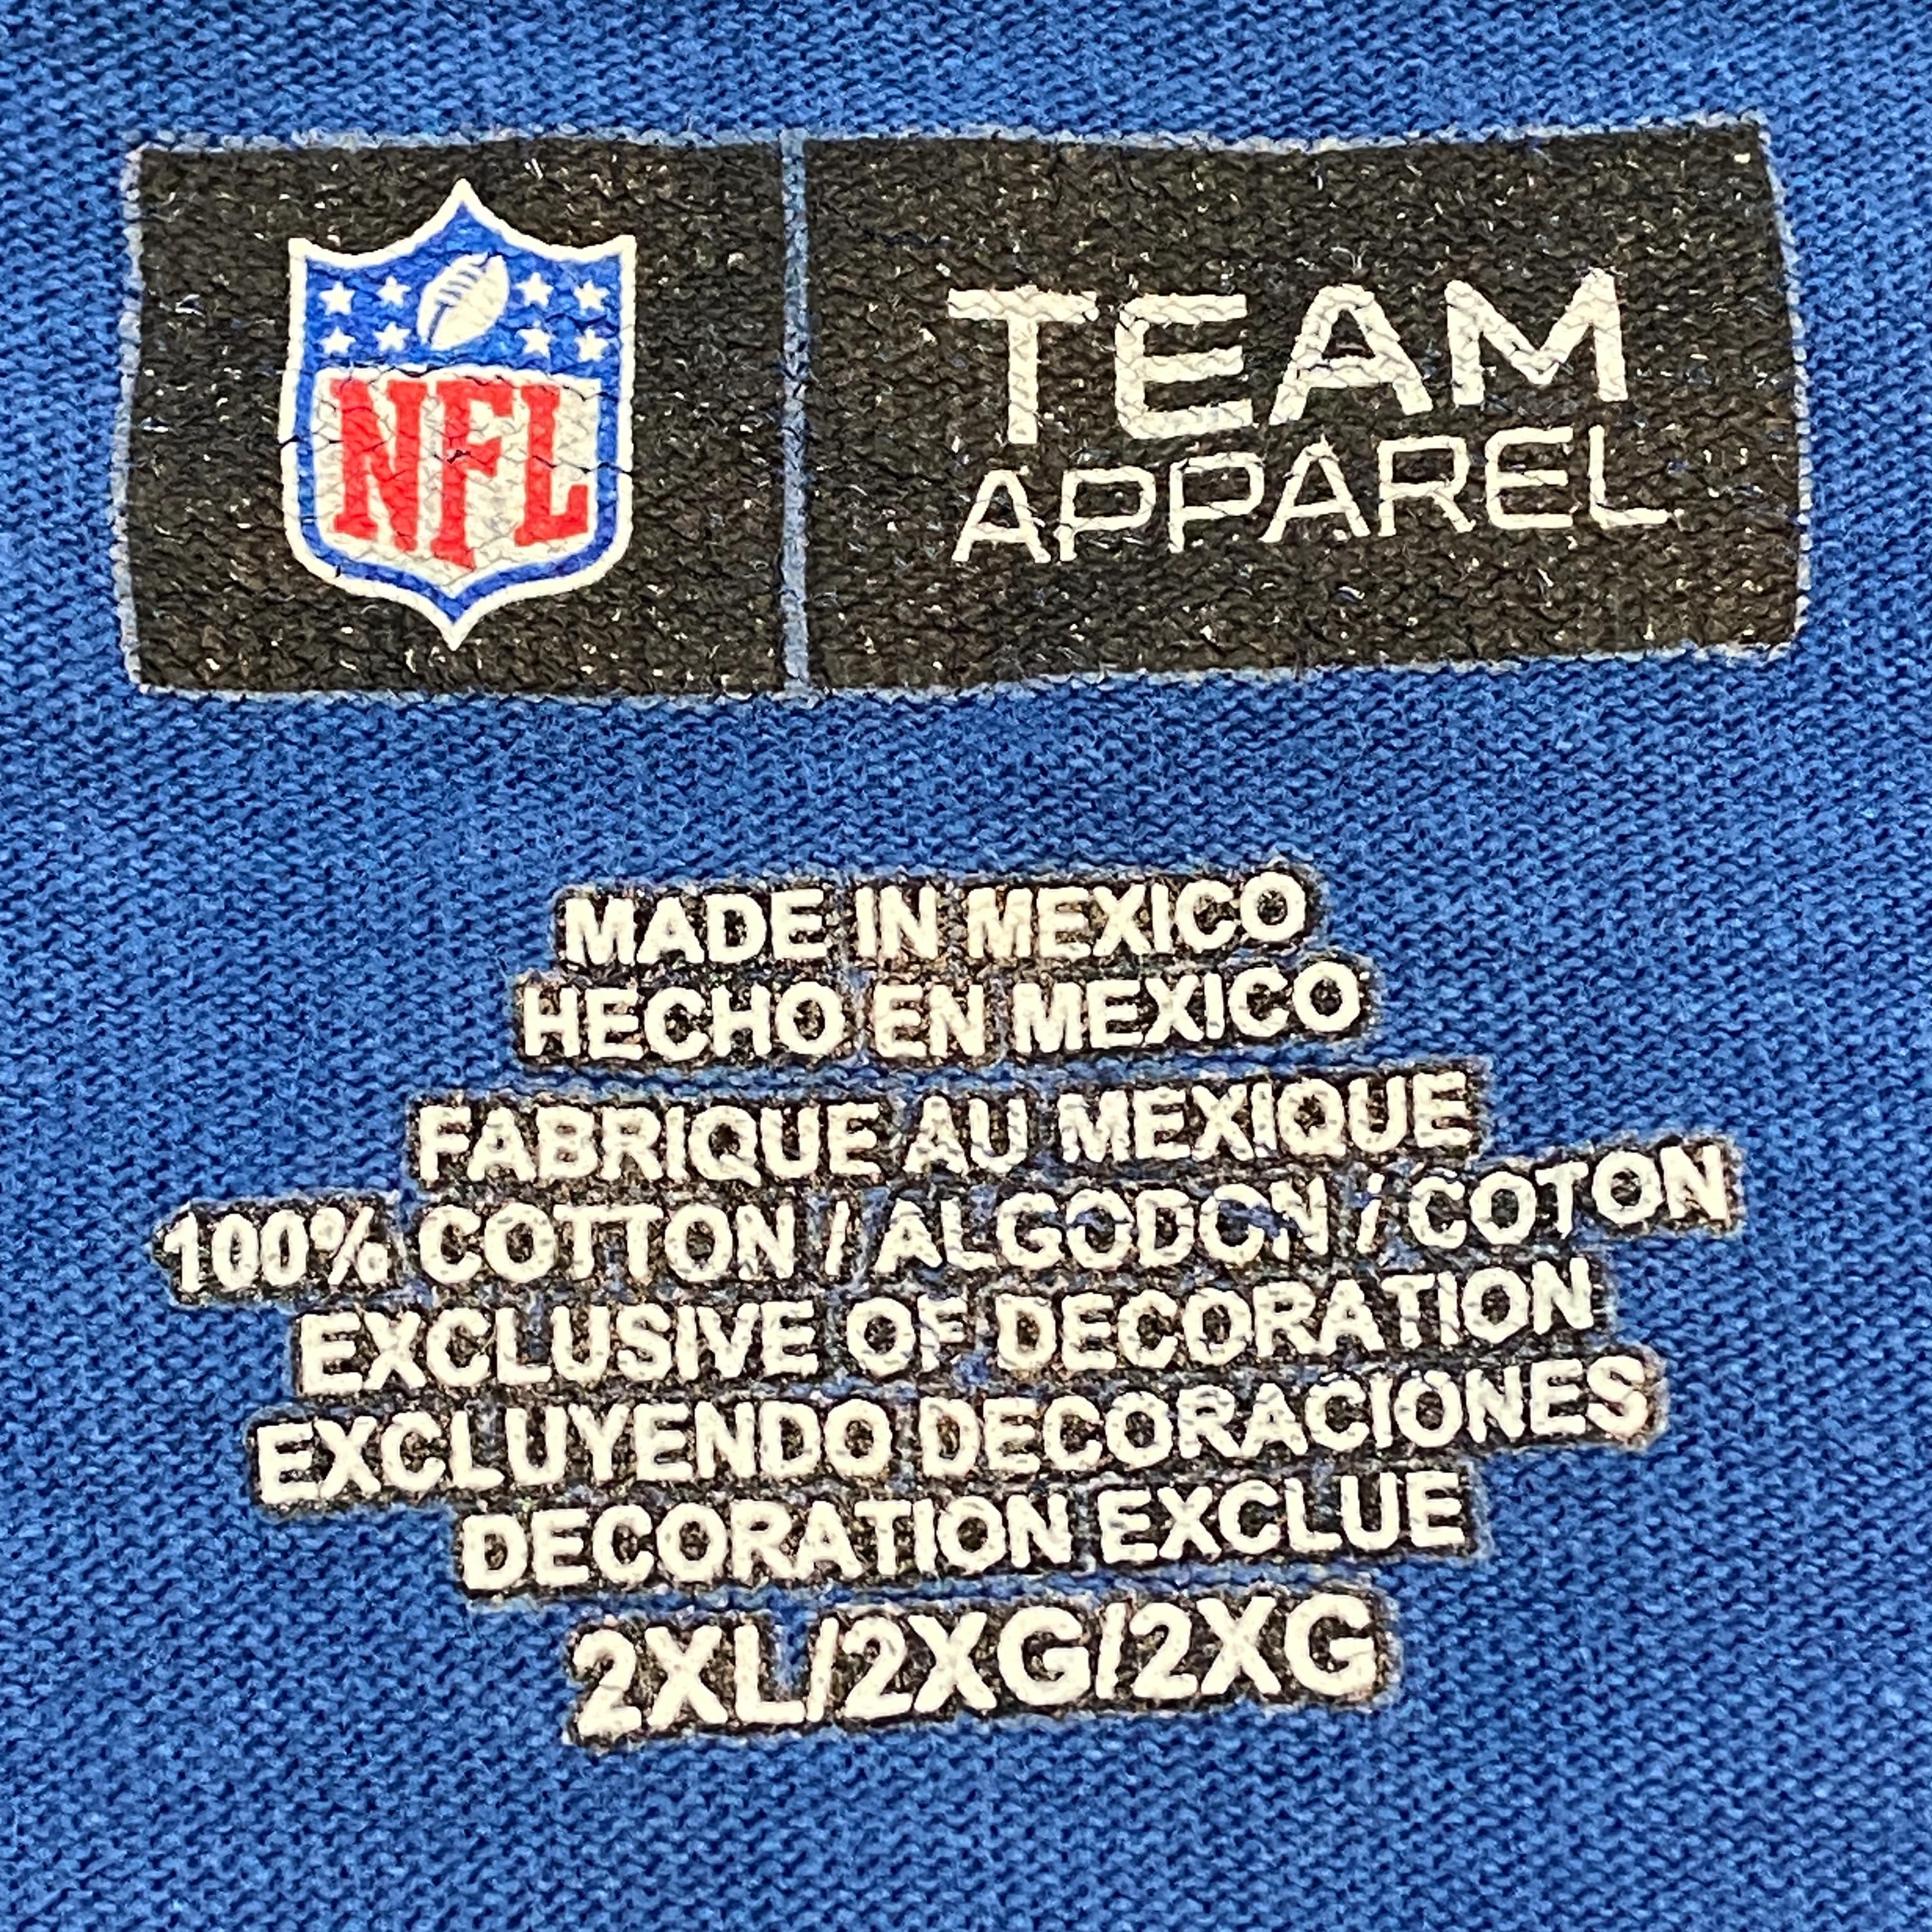 NFL
TEAM
APPAREL
MADE IN MEXICO
HECHO EN MEXICO
FABRIQUE AU MEXIQUE
100% COTTON / ALGODON / COTON
EXCLUSIVE OF DECORATION
EXCLUYENDO DECORACIONES
DECORATION EXCLUE
2XL/2XG/2XG